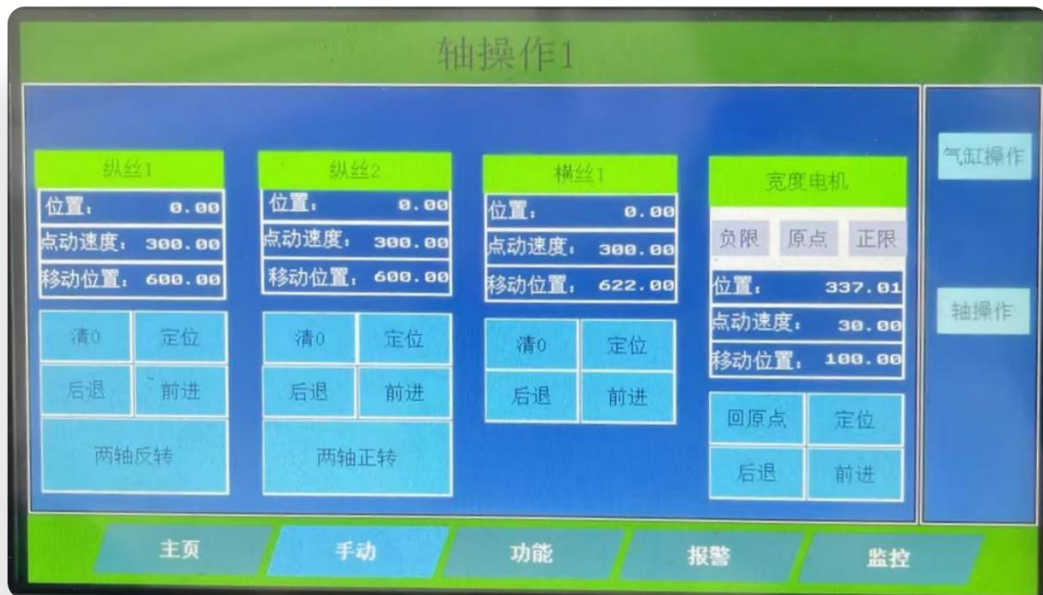 轴操作1
纵丝1
位置: 0.00
点动速度: 300.00
移动位置: 600.00
清0 定位
后退 前进
两轴反转
纵丝2
位置: 0.00
点动速度: 300.00
移动位置: 600.00
清0 定位
后退 前进
两轴正转
横丝1
位置: 0.00
点动速度: 300.00
移动位置: 622.00
清0 定位
后退 前进
宽度电机
负限 原点 正限
位置: 337.01
点动速度: 30.00
移动位置: 100.00
回原点 定位
后退 前进
气缸操作
轴操作
主页 手动 功能 报警 监控